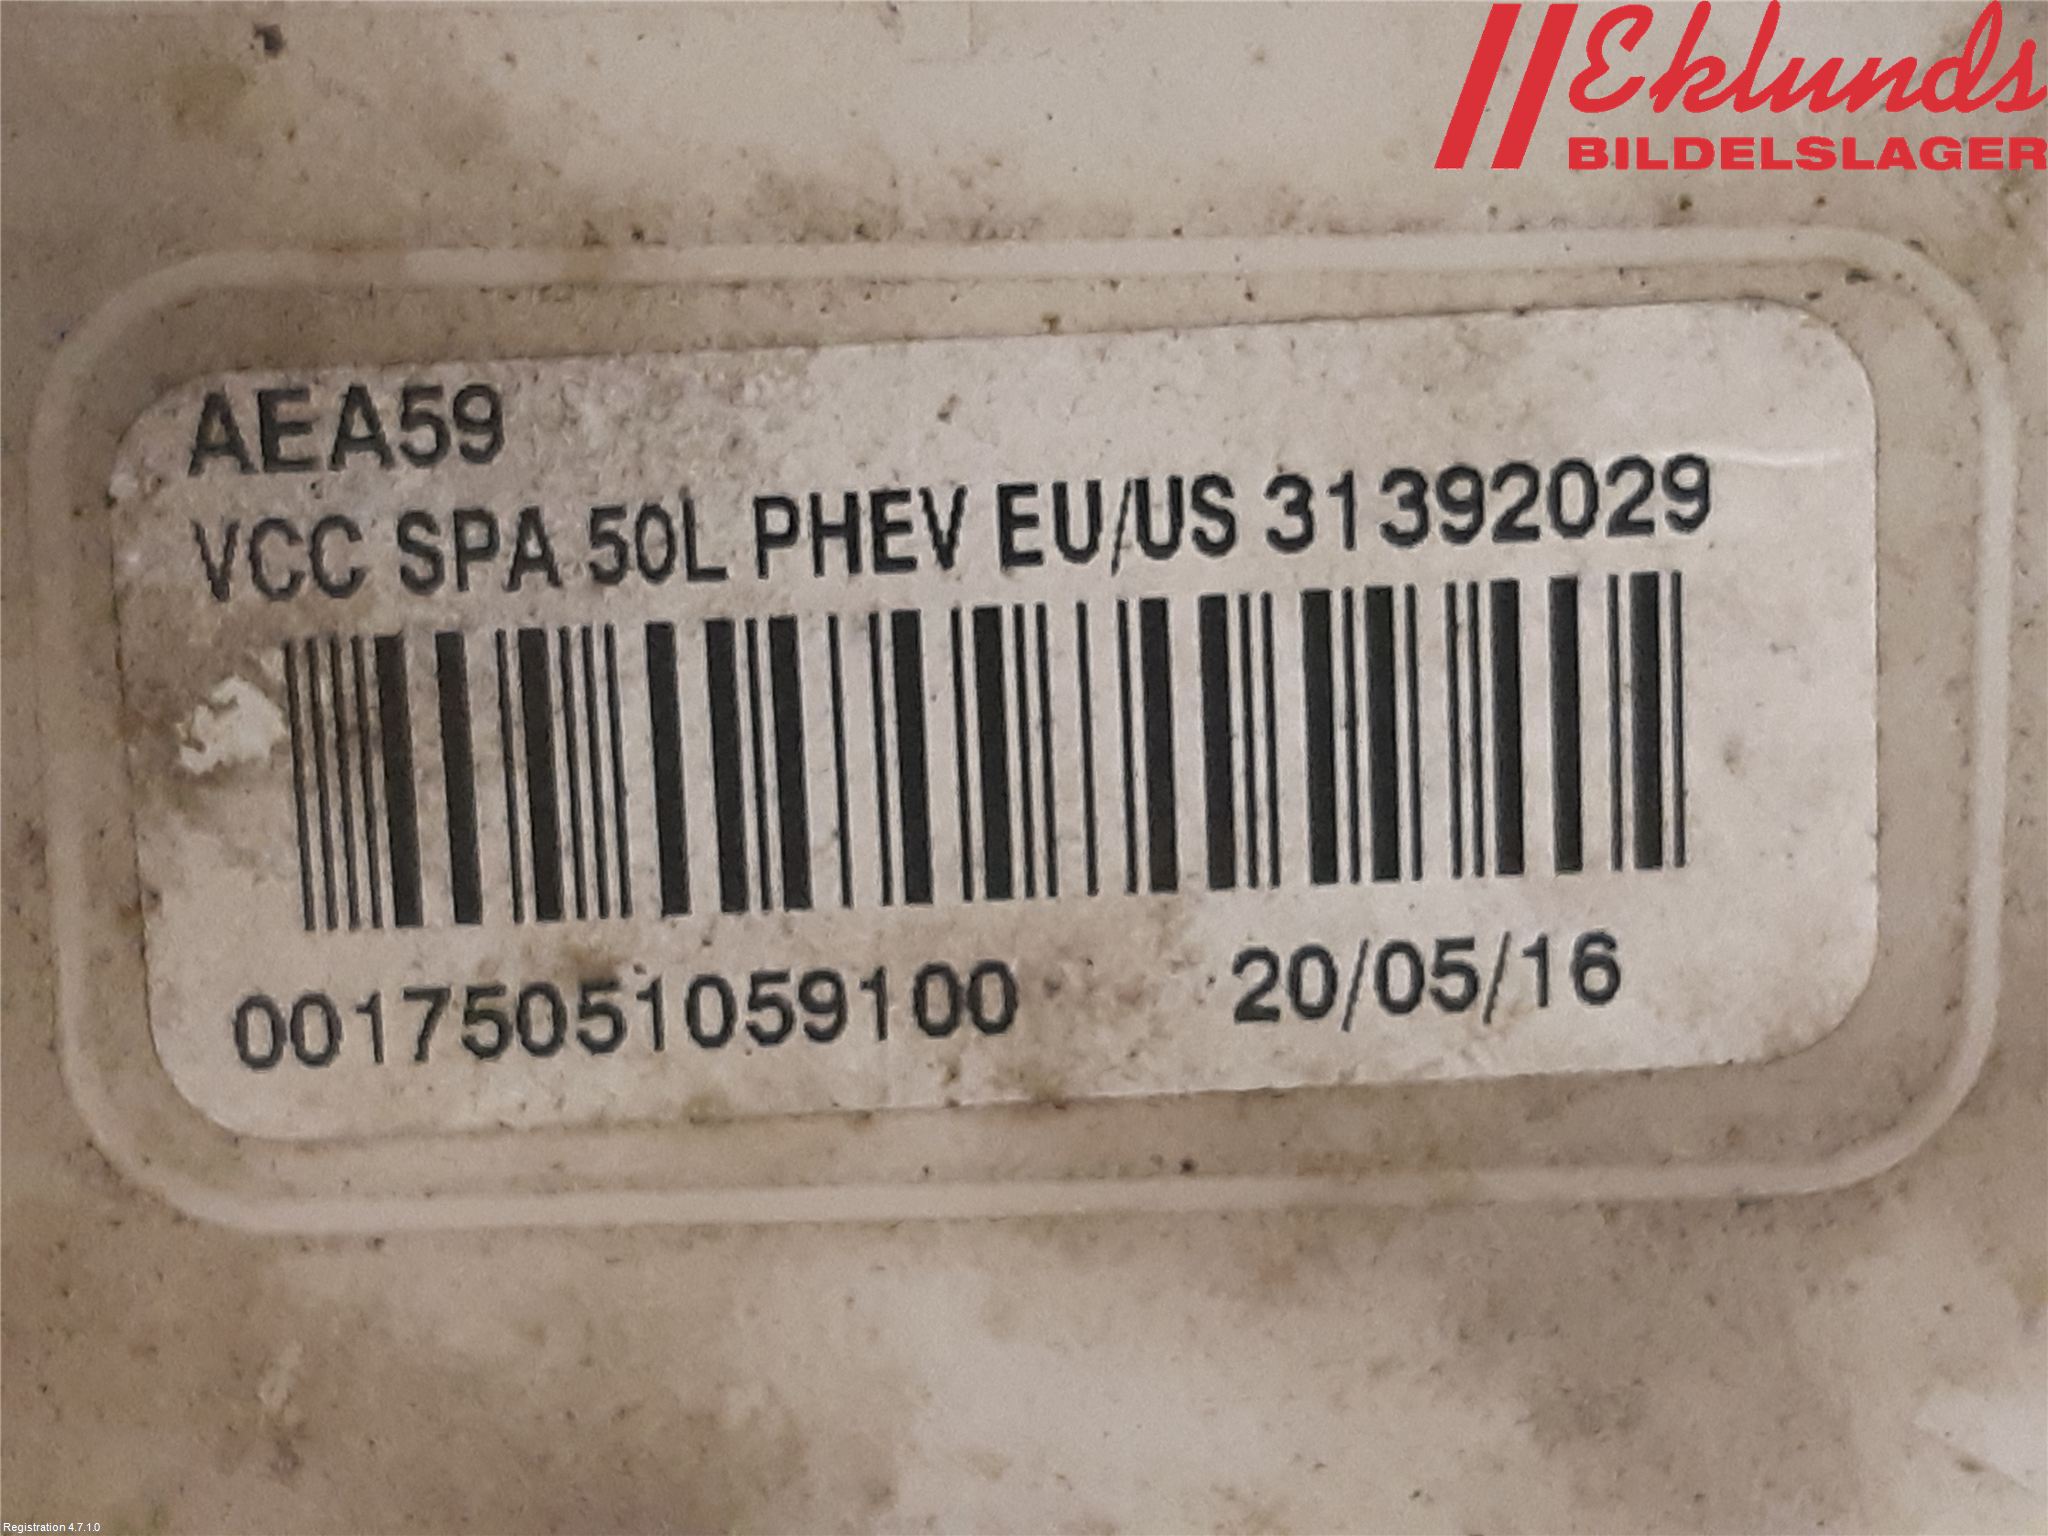 Eklunds
BILDELSLAGER
AEA59
VCC SPA 50L PHEV EU/US 31392029
00175051059100 20/05/16
Registration 4.7.1.0